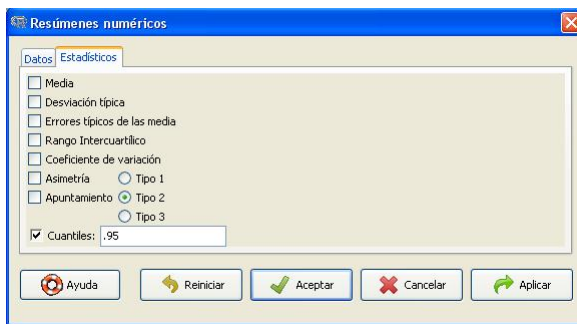 Resúmenes numéricos
Datos Estadísticos
Media
Desviación típica
Errores típicos de las media
Rango Intercuartílico
Coeficiente de variación
Asimetría Tipo 1
Apuntamiento Tipo 2
Tipo 3
Cuantiles: .95
Ayuda Reiniciar Aceptar Cancelar Aplicar